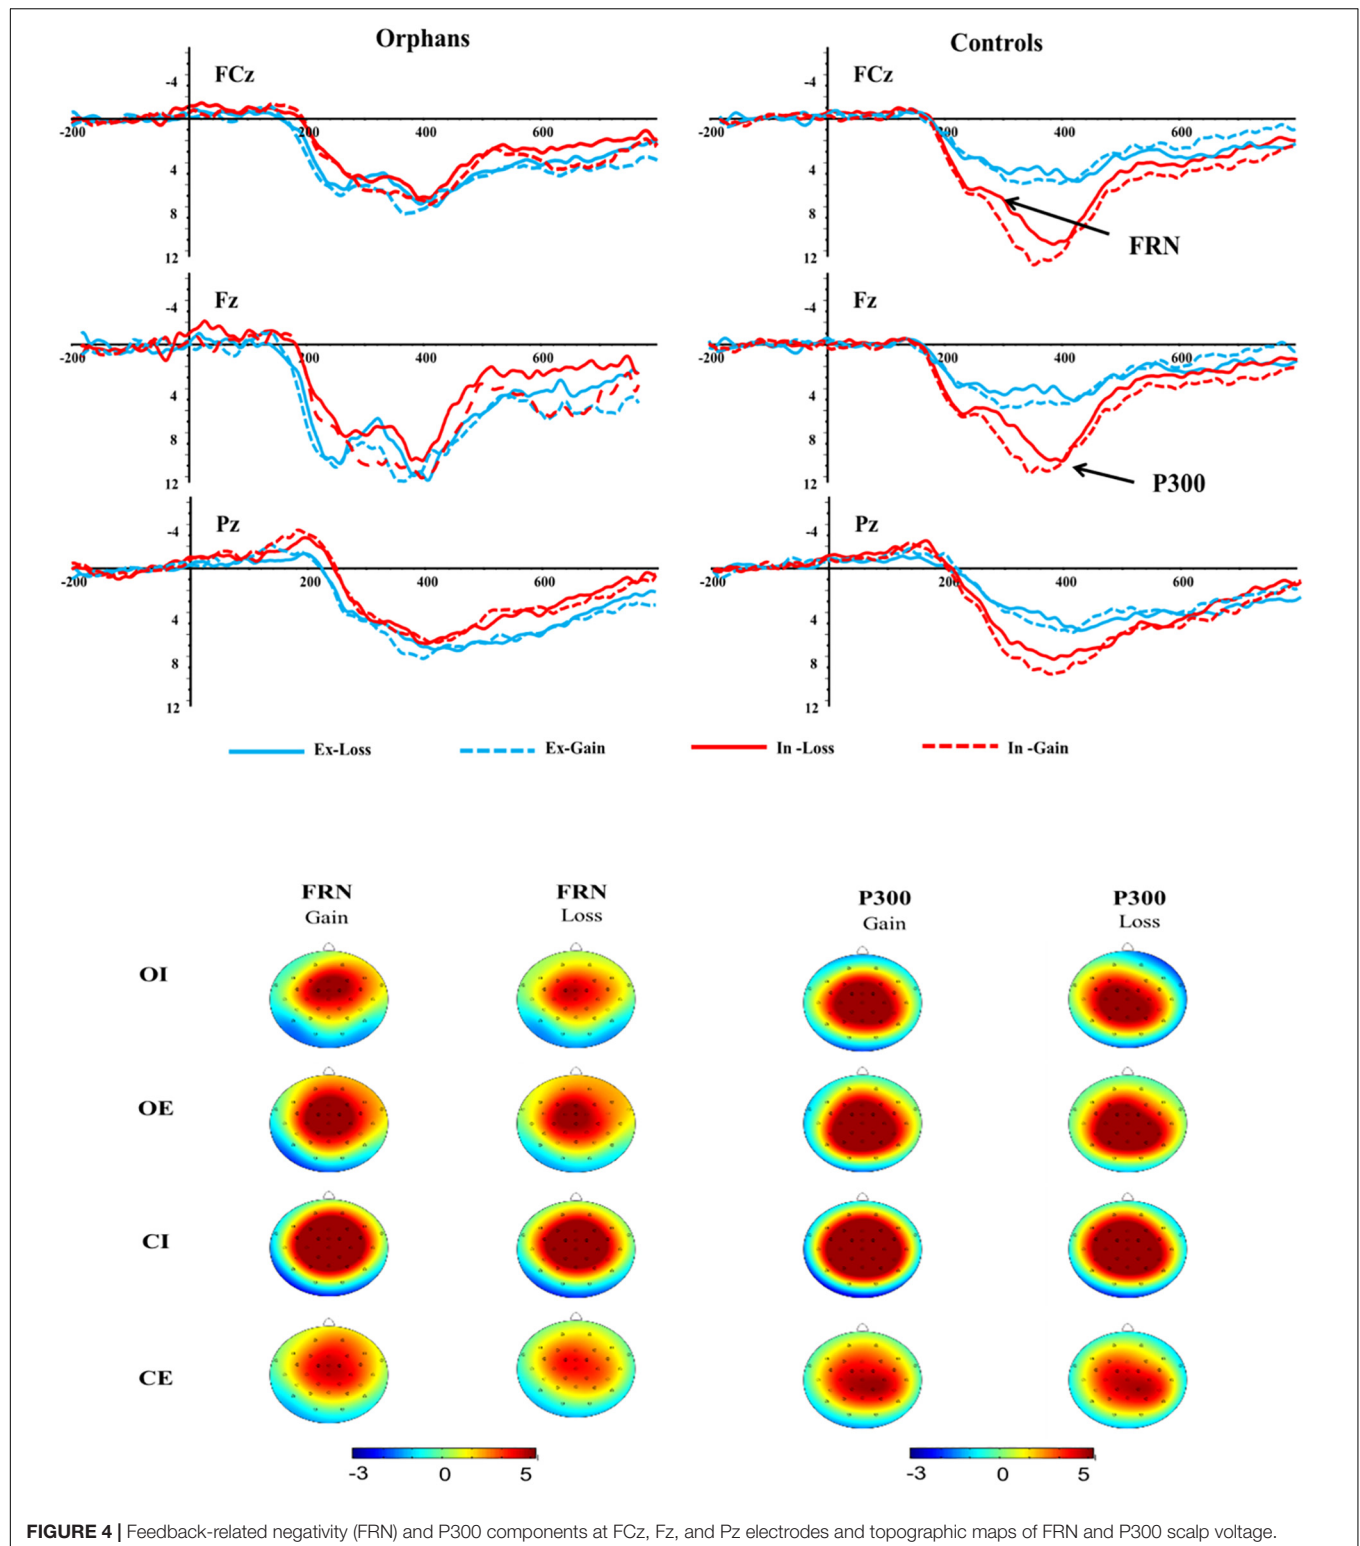 Orphans
Controls
FCz
-4
-200
200
400
600
4
8
12
FCz
-4
-200
200
400
600
4
8
12
FRN
Fz
-4
-200
200
400
600
4
8
12
Fz
-4
-200
200
400
600
4
8
12
P300
Pz
-4
-200
200
400
600
4
8
12
Pz
-4
-200
200
400
600
4
8
12
Ex-Loss
Ex-Gain
In -Loss
In -Gain
FRN
Gain
FRN
Loss
P300
Gain
P300
Loss
OI
OE
CI
CE
-3 0 5
-3 0 5
FIGURE 4 | Feedback-related negativity (FRN) and P300 components at FCz, Fz, and Pz electrodes and topographic maps of FRN and P300 scalp voltage.